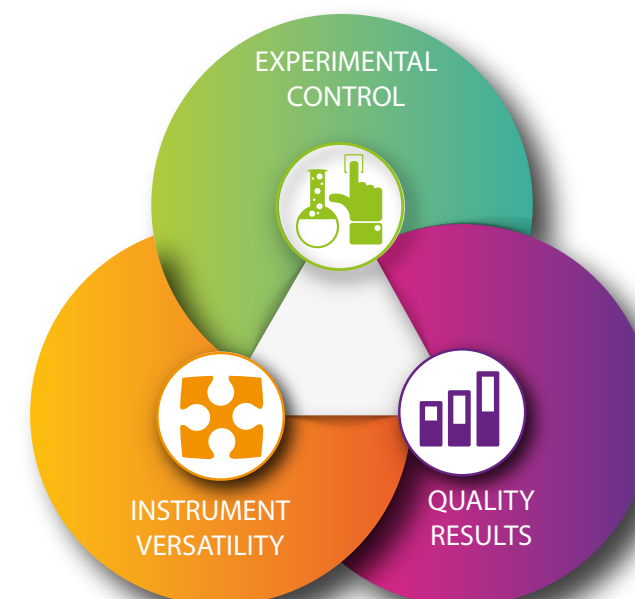 EXPERIMENTAL
CONTROL
INSTRUMENT
VERSATILITY
QUALITY
RESULTS